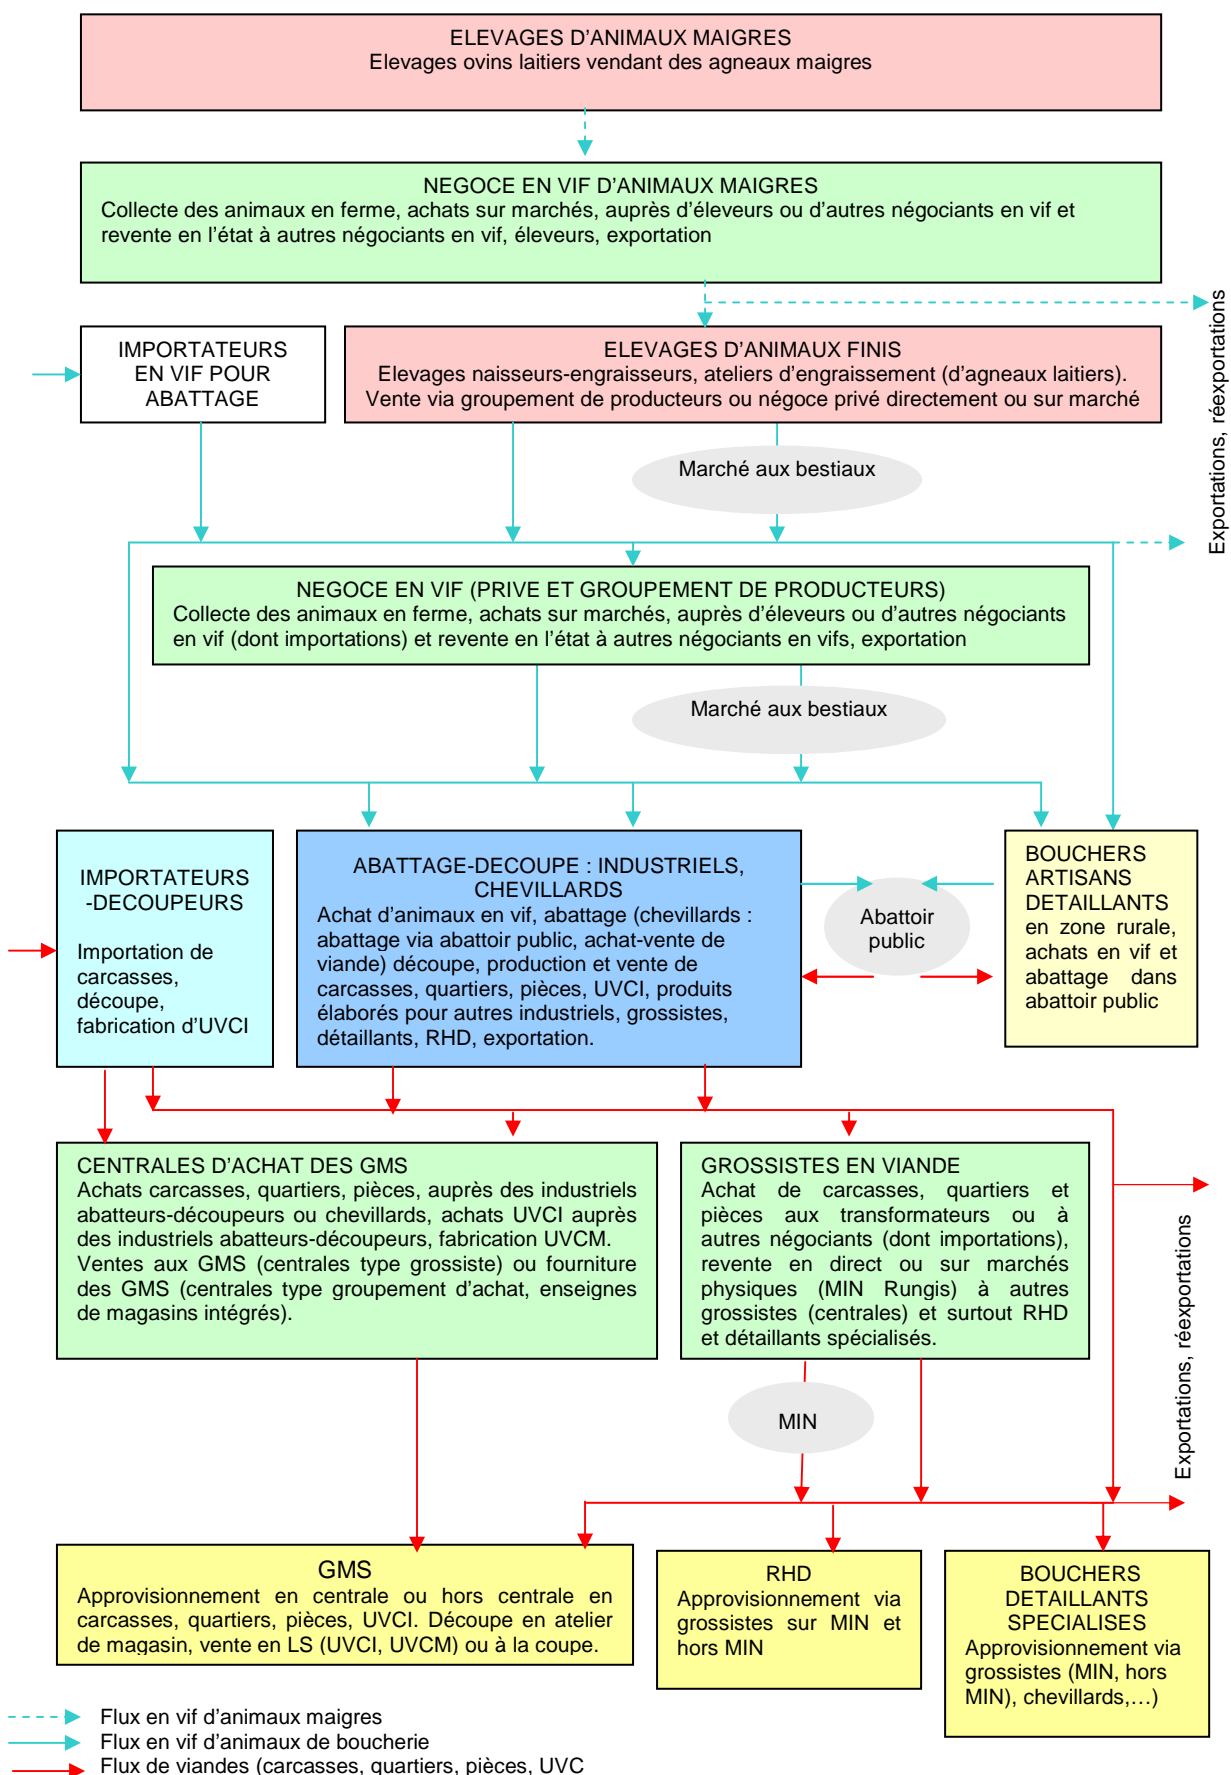 ELEVAGES D'ANIMAUX MAIGRES
Elevages ovins laitiers vendant des agneaux maigres
NEGOCE EN VIF D'ANIMAUX MAIGRES
Collecte des animaux en ferme, achats sur marchés, auprès d'éleveurs ou d'autres négociants en vif et
revente en l'état à autres négociants en vif, éleveurs, exportation
Exportations, réexportations
IMPORTATEURS
EN VIF POUR
ABATTAGE
ELEVAGES D'ANIMAUX FINIS
Elevages naisseurs-engraisseurs, ateliers d'engraissement (d'agneaux laitiers).
Vente via groupement de producteurs ou négoce privé directement ou sur marché
Marché aux bestiaux
NEGOCE EN VIF (PRIVE ET GROUPEMENT DE PRODUCTEURS)
Collecte des animaux en ferme, achats sur marchés, auprès d'éleveurs ou d'autres négociants
en vif (dont importations) et revente en l'état à autres négociants en vifs, exportation
Marché aux bestiaux
IMPORTATEURS
-DECOUPEURS
Importation de
carcasses,
découpe,
fabrication d'UVCI
ABATTAGE-DECOUPE : INDUSTRIELS,
CHEVILLARDS
Achat d'animaux en vif, abattage (chevillards :
abattage via abattoir public, achat-vente de
viande) découpe, production et vente de
carcasses, quartiers, pièces, UVCI, produits
élaborés pour autres industriels, grossistes,
détaillants, RHD, exportation.
Abattoir
public
BOUCHERS
ARTISANS
DETAILLANTS
en zone rurale,
achats en vif et
abattage dans
abattoir public
CENTRALES D'ACHAT DES GMS
Achats carcasses, quartiers, pièces, auprès des industriels
abatteurs-découpeurs ou chevillards, achats UVCI auprès
des industriels abatteurs-découpeurs, fabrication UVCM.
Ventes aux GMS (centrales type grossiste) ou fourniture
des GMS (centrales type groupement d'achat, enseignes
de magasins intégrés).
GROSSISTES EN VIANDE
Achat de carcasses, quartiers et
pièces aux transformateurs ou à
autres négociants (dont importations),
revente en direct ou sur marchés
physiques (MIN Rungis) à autres
grossistes (centrales) et surtout RHD
et détaillants spécialisés.
Exportations, réexportations
MIN
GMS
Approvisionnement en centrale ou hors centrale en
carcasses, quartiers, pièces, UVCI. Découpe en atelier
de magasin, vente en LS (UVCI, UVCM) ou à la coupe.
RHD
Approvisionnement via
grossistes sur MIN et
hors MIN
BOUCHERS
DETAILLANTS
SPECIALISES
Approvisionnement via
grossistes (MIN, hors
MIN), chevillards,…)
Flux en vif d'animaux maigres
Flux en vif d'animaux de boucherie
Flux de viandes (carcasses, quartiers, pièces, UVC